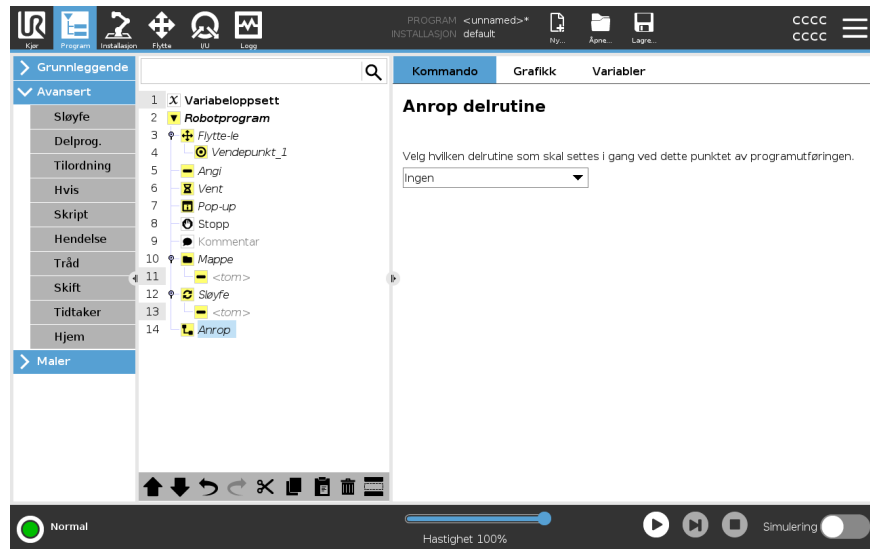 PROGRAM <unnamed>*
INSTALLASJON default
CCCC
CCCC
UR
Kjør
Program
Installasjon
Flytte
I/U
Logg
Ny...
Åpne...
Lagre...
Grunnleggende
Avansert
Sløyfe
Delprog.
Tilordning
Hvis
Skript
Hendelse
Tråd
Skift
Tidtaker
Hjem
Maler
1 X Variabeloppsett
2 Robotprogram
3 Flytte-le
4 Vendepunkt_1
5 Angi
6 Vent
7 Pop-up
8 Stopp
9 Kommentar
10 Mappe
11 <tom>
12 Sløyfe
13 <tom>
14 Anrop
Kommando
Grafikk
Variabler
Anrop delrutine
Velg hvilken delrutine som skal settes i gang ved dette punktet av programutføringen.
Ingen
Normal
Hastighet 100%
Simulering